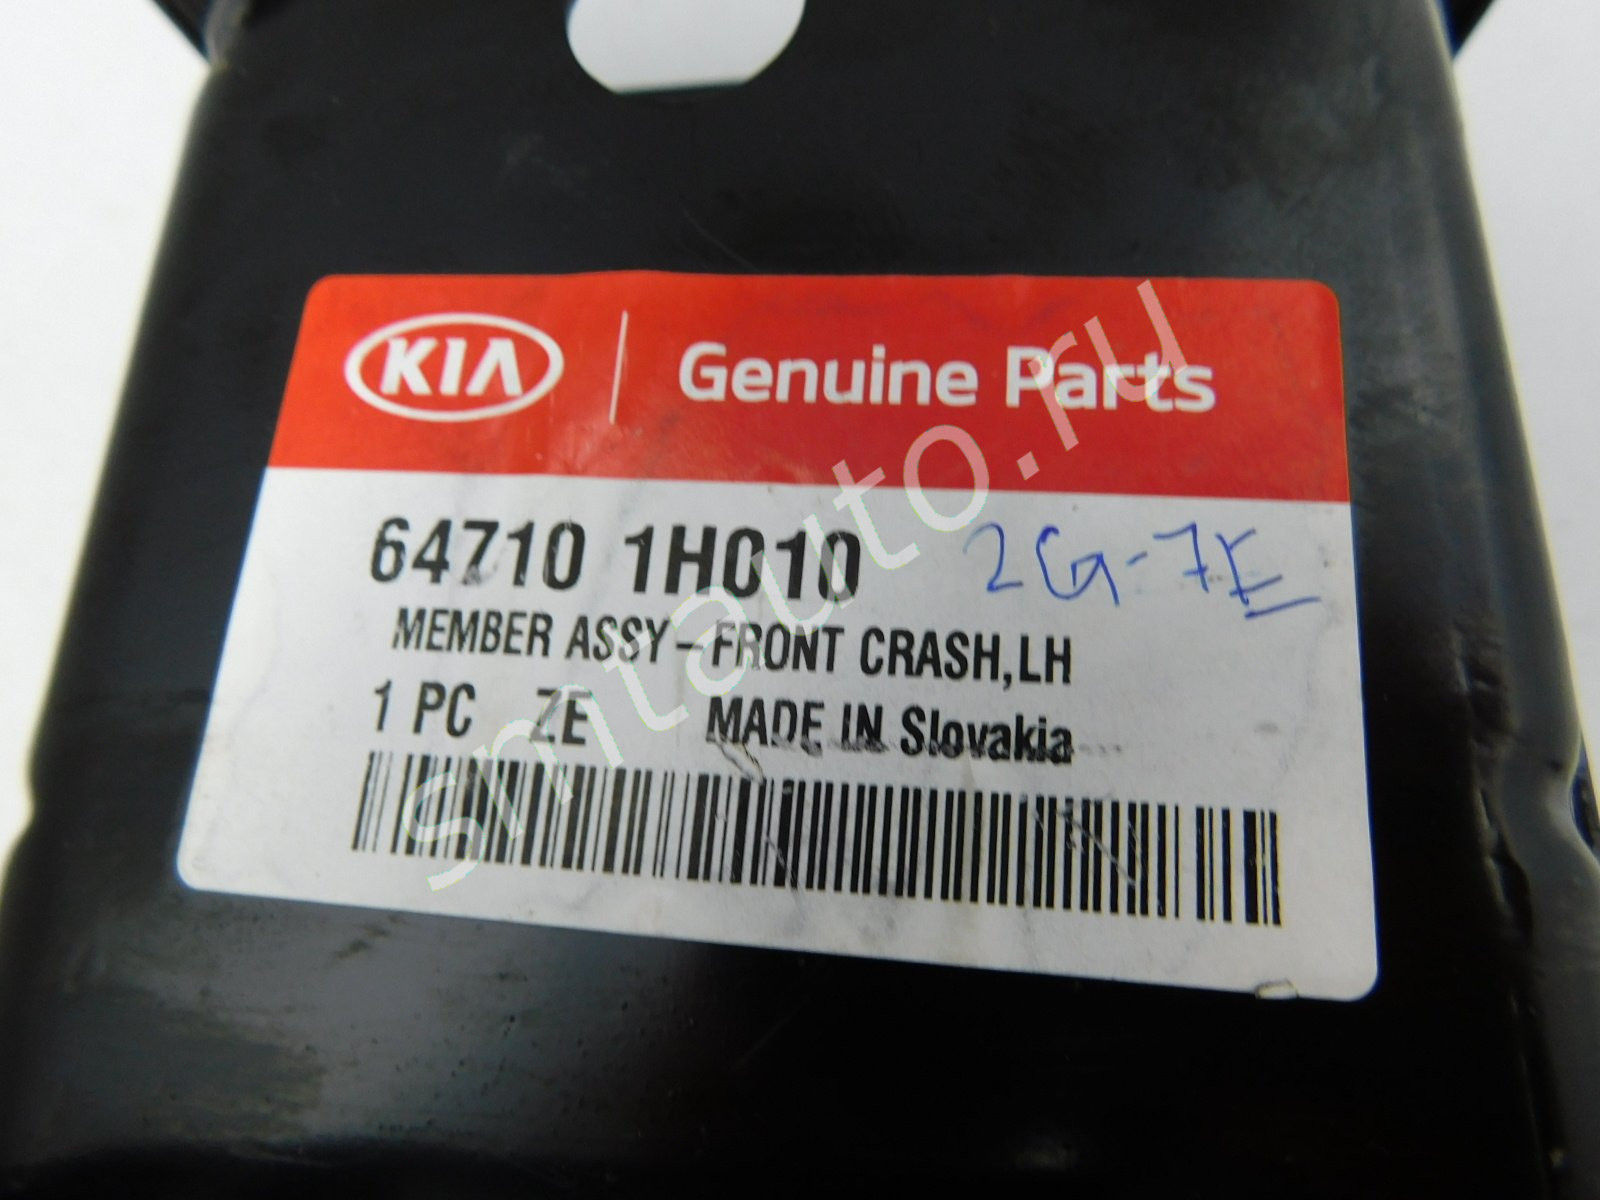 KIA Genuine Parts
64710 1H010 2G-7E
MEMBER ASSY-FRONT CRASH,LH
1 PC ZE MADE IN Slovakia
smtauto.ru